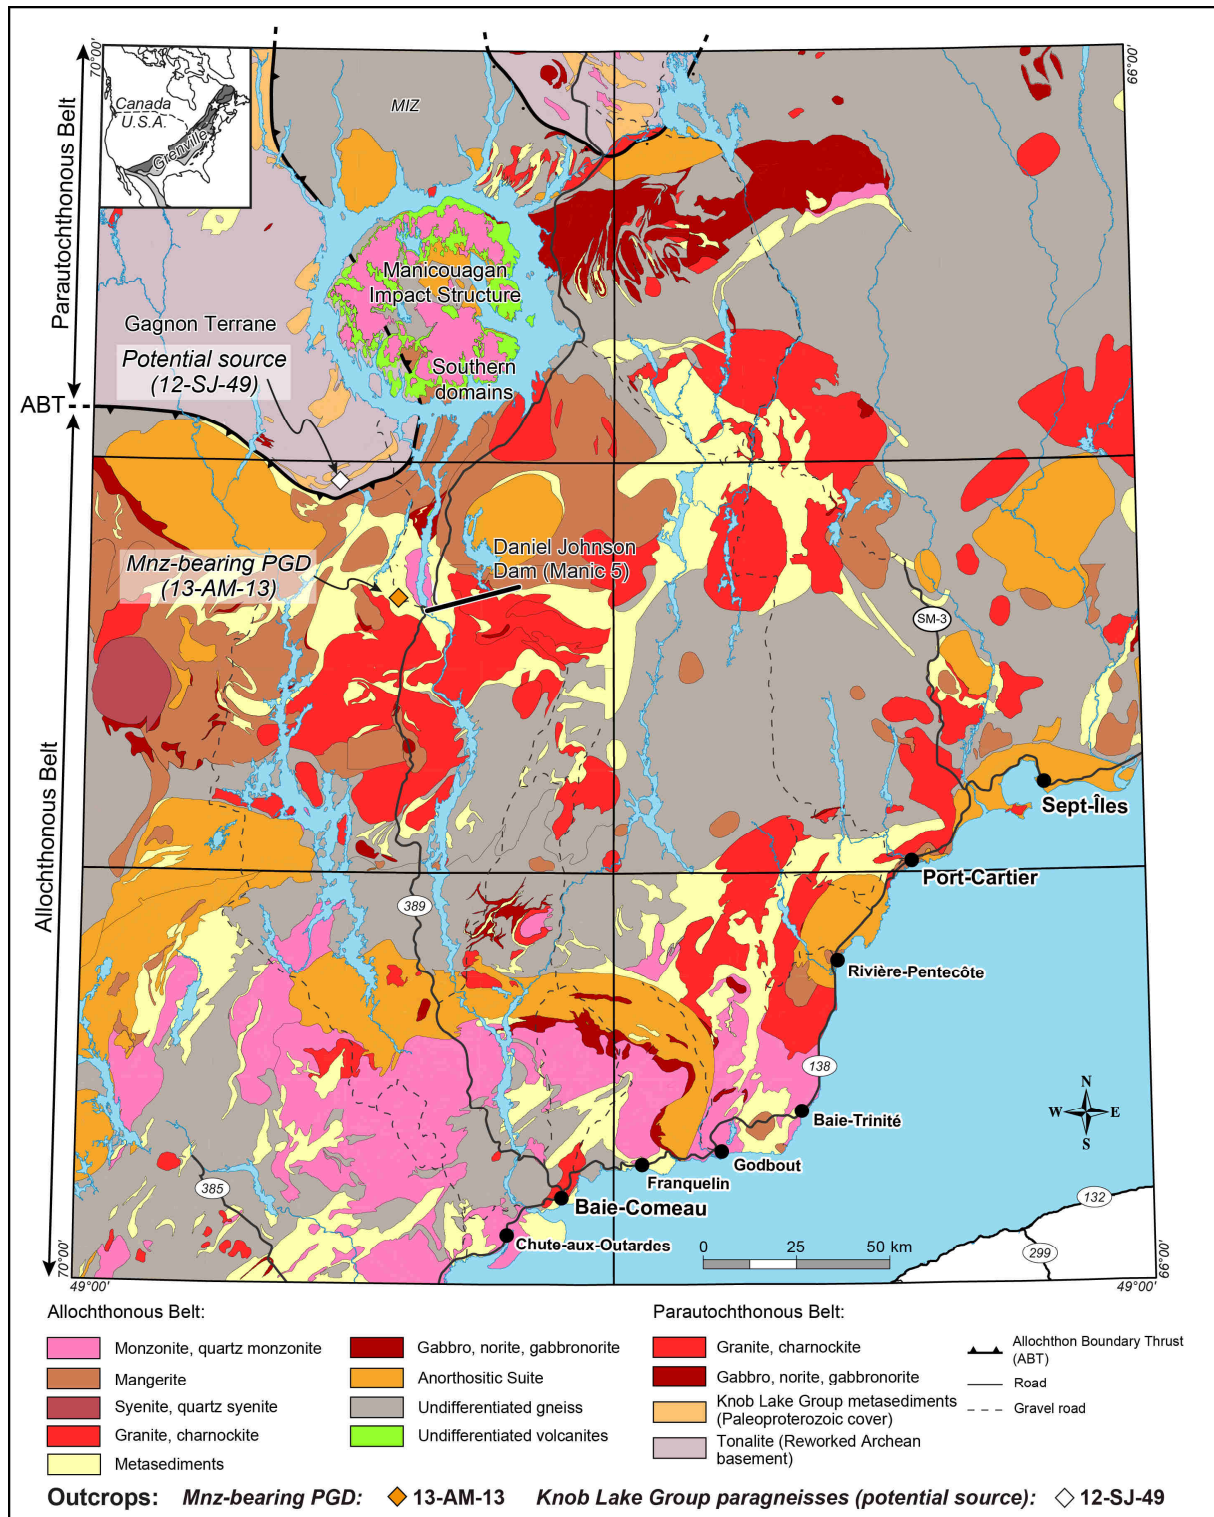 70°00'
66°00'
Canada
U.S.A.
Grenville
MIZ
Parautochthonous Belt
Manicouagan
Impact Structure
Gagnon Terrane
Potential source
(12-SJ-49)
Southern
domains
ABT
Mnz-bearing PGD
(13-AM-13)
Daniel Johnson
Dam (Manic 5)
SM-3
Allochthonous Belt
Sept-Îles
Port-Cartier
389
Rivière-Pentecôte
138
N
W
E
S
Baie-Trinité
Godbout
Franquelin
385
Baie-Comeau
132
Chute-aux-Outardes
299
0
25
50 km
70°00'
49°00'
49°00'
66°00'
Allochthonous Belt:
Monzonite, quartz monzonite
Mangerite
Syenite, quartz syenite
Granite, charnockite
Metasediments
Gabbro, norite, gabbronorite
Anorthositic Suite
Undifferentiated gneiss
Undifferentiated volcanites
Parautochthonous Belt:
Granite, charnockite
Gabbro, norite, gabbronorite
Knob Lake Group metasediments
(Paleoproterozoic cover)
Tonalite (Reworked Archean
basement)
Allochthon Boundary Thrust
(ABT)
Road
Gravel road
Outcrops: Mnz-bearing PGD: 13-AM-13 Knob Lake Group paragneisses (potential source): 12-SJ-49